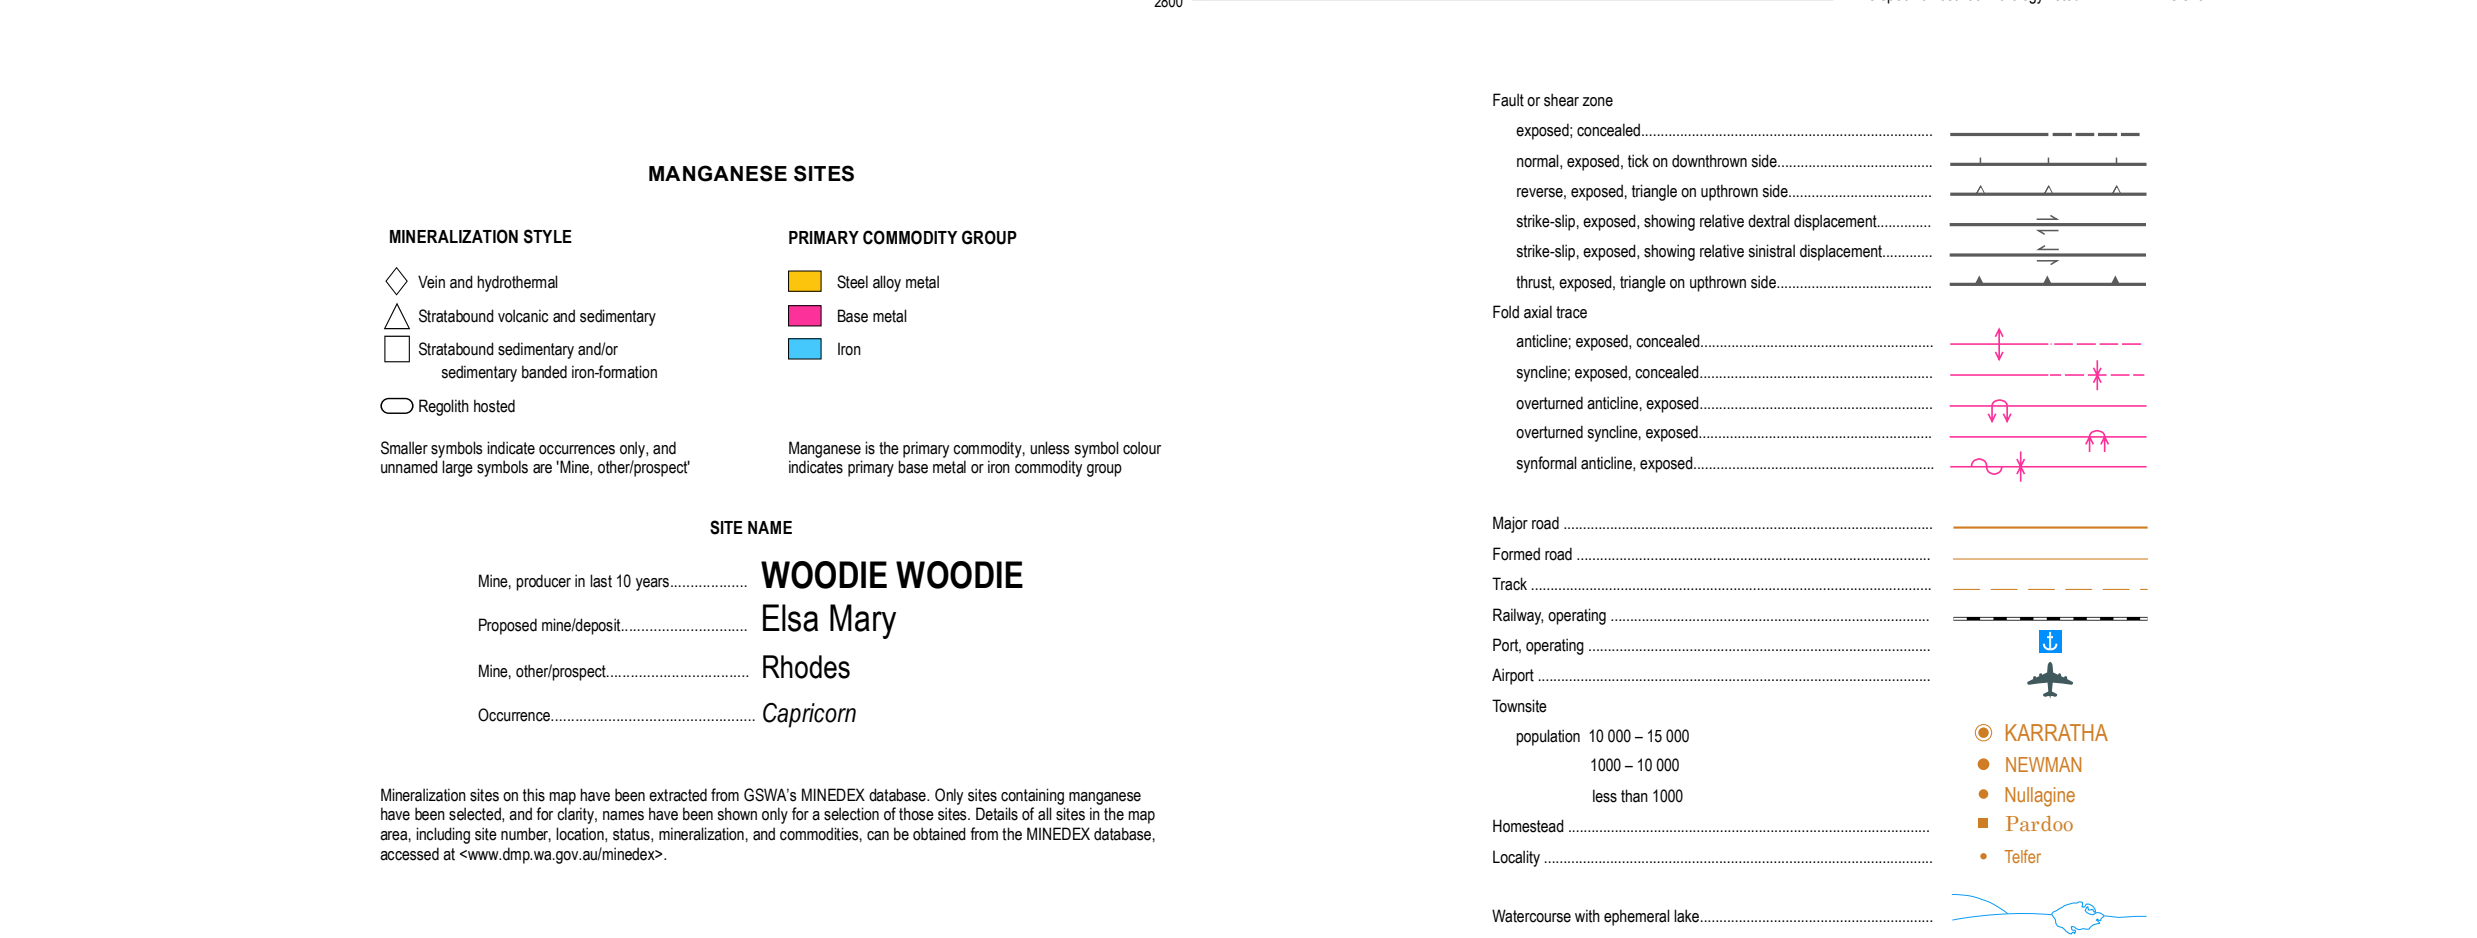 2800
MANGANESE SITES
MINERALIZATION STYLE
Vein and hydrothermal
Stratabound volcanic and sedimentary
Stratabound sedimentary and/or
sedimentary banded iron-formation
Regolith hosted
Smaller symbols indicate occurrences only, and
unnamed large symbols are 'Mine, other/prospect'
PRIMARY COMMODITY GROUP
Steel alloy metal
Base metal
Iron
Manganese is the primary commodity, unless symbol colour
indicates primary base metal or iron commodity group
SITE NAME
Mine, producer in last 10 years................... WOODIE WOODIE
Proposed mine/deposit............................... Elsa Mary
Mine, other/prospect................................... Rhodes
Occurrence.................................................. Capricorn
Mineralization sites on this map have been extracted from GSWA's MINEDEX database. Only sites containing manganese
have been selected, and for clarity, names have been shown only for a selection of those sites. Details of all sites in the map
area, including site number, location, status, mineralization, and commodities, can be obtained from the MINEDEX database,
accessed at <www.dmp.wa.gov.au/minedex>.
Fault or shear zone
exposed; concealed..........................................................................
normal, exposed, tick on downthrown side.......................................
reverse, exposed, triangle on upthrown side....................................
strike-slip, exposed, showing relative dextral displacement.............
strike-slip, exposed, showing relative sinistral displacement............
thrust, exposed, triangle on upthrown side.......................................
Fold axial trace
anticline; exposed, concealed...........................................................
syncline; exposed, concealed...........................................................
overturned anticline, exposed...........................................................
overturned syncline, exposed...........................................................
synformal anticline, exposed.............................................................
Major road ..............................................................................................
Formed road ..........................................................................................
Track ......................................................................................................
Railway, operating .................................................................................
Port, operating .......................................................................................
Airport ....................................................................................................
Townsite
population 10 000 – 15 000 KARRATHA
1000 – 10 000 NEWMAN
less than 1000 Nullagine
Homestead ............................................................................................ Pardoo
Locality ................................................................................................... Telfer
Watercourse with ephemeral lake...........................................................